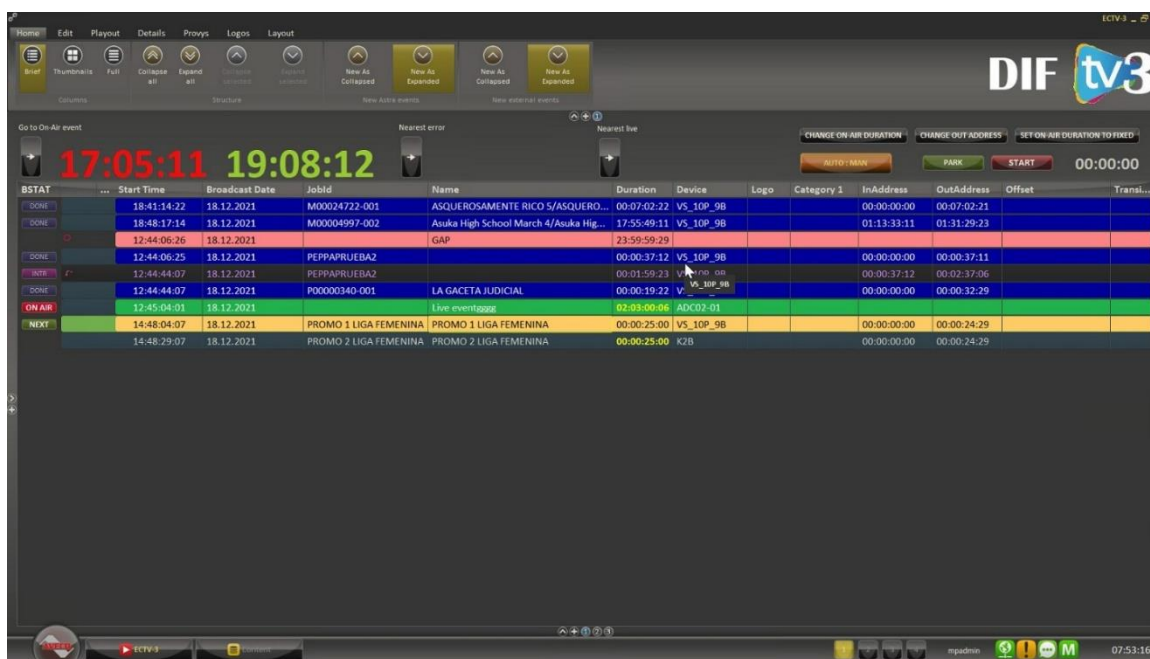 ECTV-3
Home Edit Playout Details Provys Logos Layout
Brief Thumbnails Full Collapse all Expand all Collapse selected Expand selected New As Collapsed New As Expanded New As Collapsed New As Expanded
Columns Structure New Astra events New external events
DIF tv3
Go to On-Air event Nearest error Nearest live
CHANGE ON-AIR DURATION CHANGE OUT ADDRESS SET ON-AIR DURATION TO FIXED
17:05:11 19:08:12 AUTO : MAN PARK START 00:00:00
BSTAT ... Start Time Broadcast Date JobId Name Duration Device Logo Category 1 InAddress OutAddress Offset Transi...
DONE 18:41:14:22 18.12.2021 M00024722-001 ASQUEROSAMENTE RICO 5/ASQUERO... 00:07:02:22 VS_10P_9B 00:00:00:00 00:07:02:21
DONE 18:48:17:14 18.12.2021 M00004997-002 Asuka High School March 4/Asuka Hig... 17:55:49:11 VS_10P_9B 01:13:33:11 01:31:29:23
12:44:06:26 18.12.2021 GAP 23:59:59:29
DONE 12:44:06:25 18.12.2021 PEPPAPRUEBA2 00:00:37:12 VS_10P_9B 00:00:00:00 00:00:37:11
INTR 12:44:44:07 18.12.2021 PEPPAPRUEBA2 00:01:59:23 00:00:37:12 00:02:37:06
VS_10P_9B
DONE 12:44:44:07 18.12.2021 P00000340-001 LA GACETA JUDICIAL 00:00:19:22 00:00:00:00 00:00:32:29
ON AIR 12:45:04:01 18.12.2021 Live eventgggg 02:03:00:06 ADC02-01
NEXT 14:48:04:07 18.12.2021 PROMO 1 LIGA FEMENINA PROMO 1 LIGA FEMENINA 00:00:25:00 VS_10P_9B 00:00:00:00 00:00:24:29
14:48:29:07 18.12.2021 PROMO 2 LIGA FEMENINA PROMO 2 LIGA FEMENINA 00:00:25:00 K2B 00:00:00:00 00:00:24:29
ECTV-3 1 2 3 4 mpadmin M 07:53:16